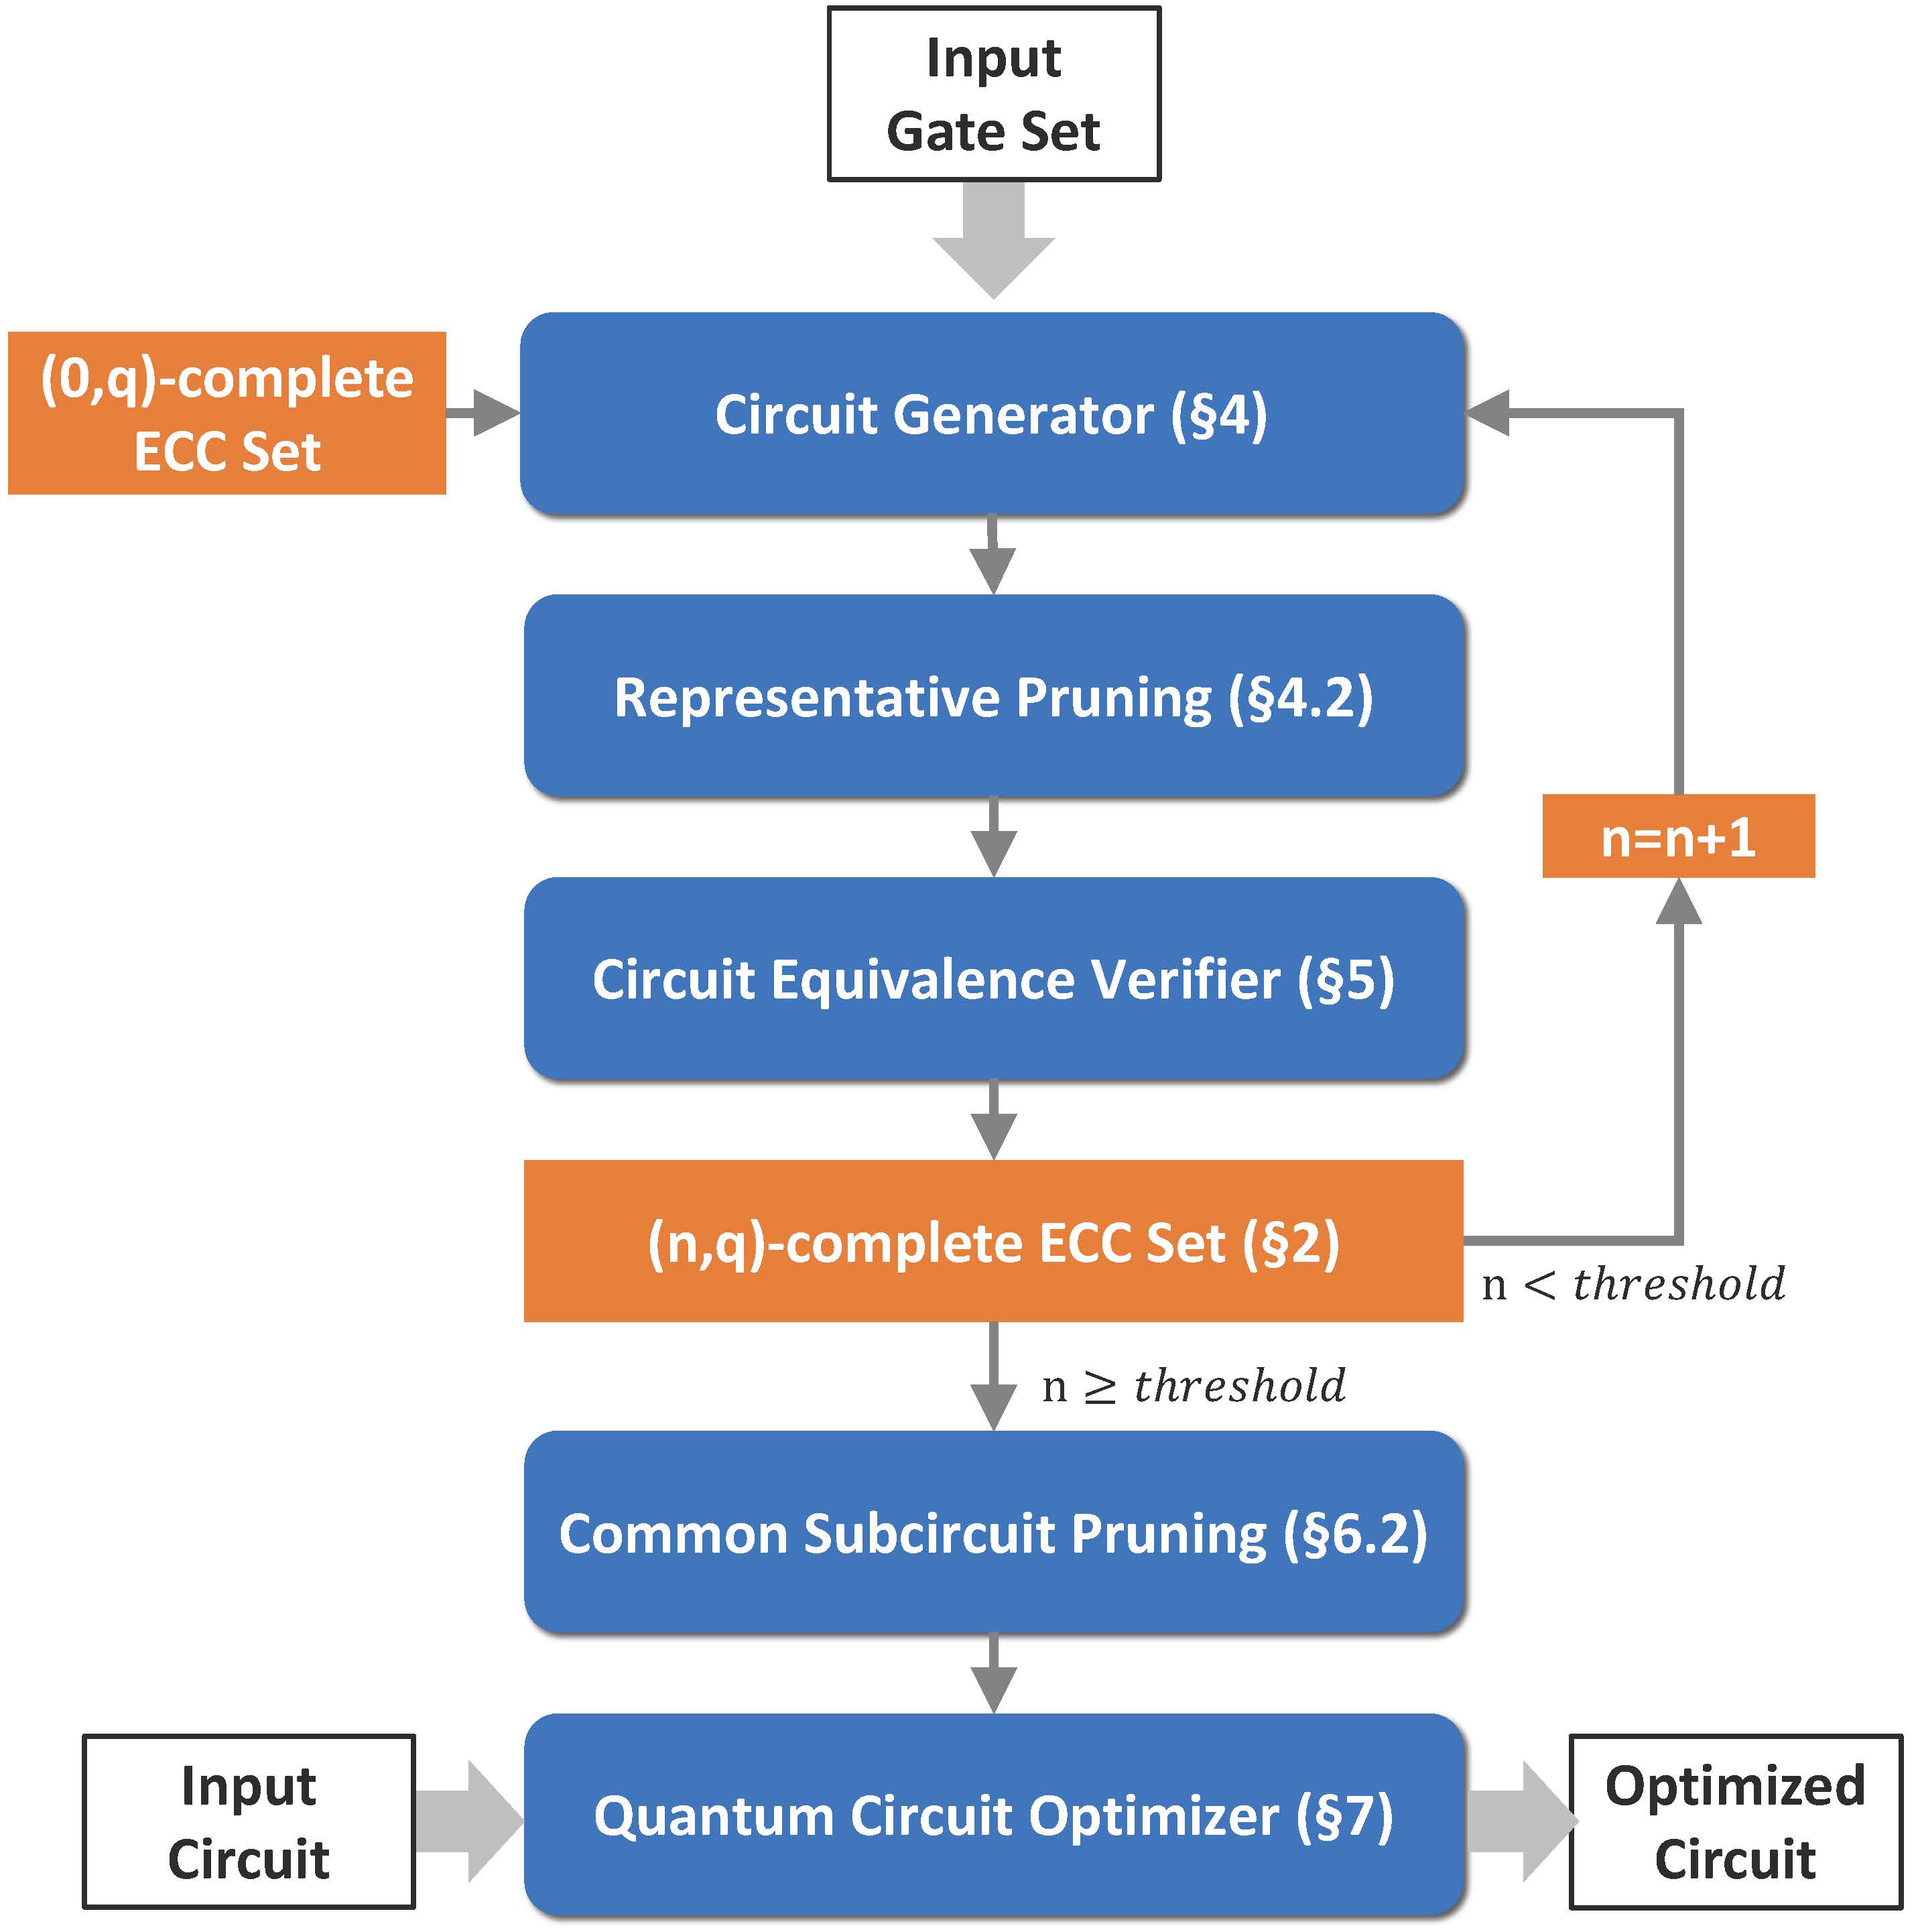 Input
Gate Set
(0,q)-complete
ECC Set
Circuit Generator (§4)
Representative Pruning (§4.2)
n=n+1
Circuit Equivalence Verifier (§5)
(n,q)-complete ECC Set (§2)
n < threshold
n ≥ threshold
Common Subcircuit Pruning (§6.2)
Input
Circuit
Quantum Circuit Optimizer (§7)
Optimized
Circuit